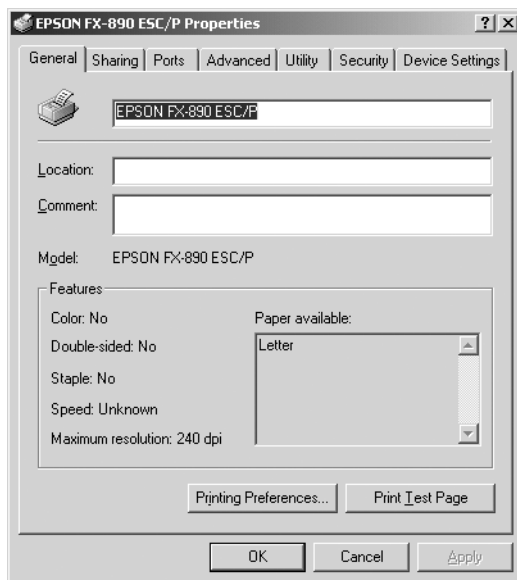 EPSON FX-890 ESC/P Properties
General Sharing Ports Advanced Utility Security Device Settings
EPSON FX-890 ESC/P
Location:
Comment:
Model: EPSON FX-890 ESC/P
Features
Color: No
Paper available:
Double-sided: No
Letter
Staple: No
Speed: Unknown
Maximum resolution: 240 dpi
Printing Preferences... Print Test Page
OK Cancel Apply